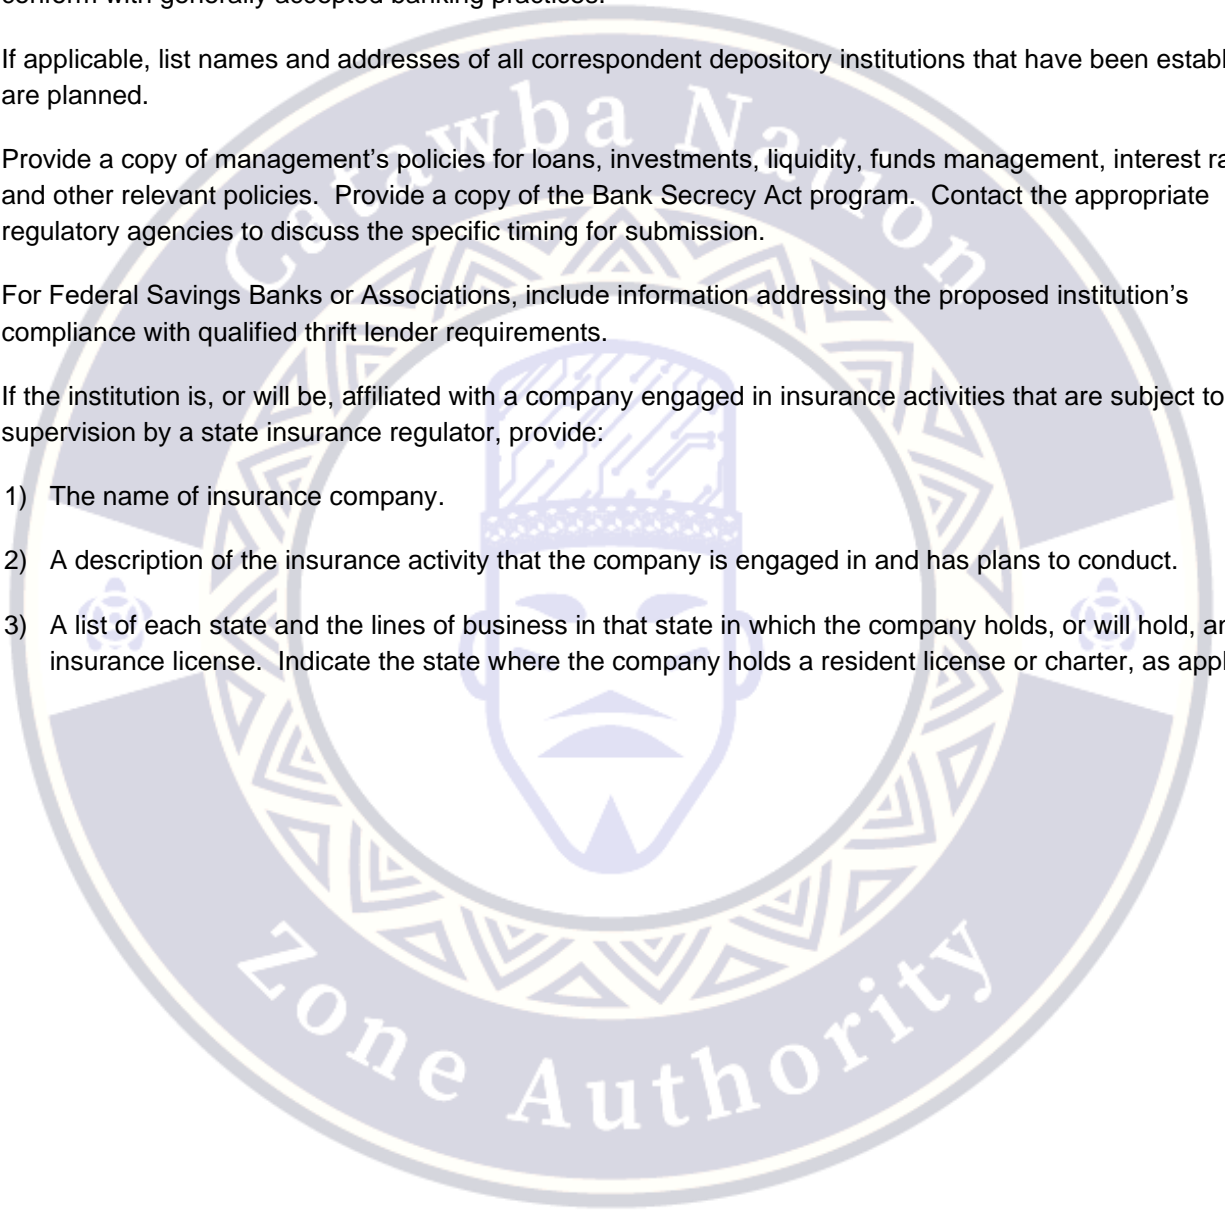 conform with generally accepted banking practices.
If applicable, list names and addresses of all correspondent depository institutions that have been
are planned.
Provide a copy of management’s policies for loans, investments, liquidity, funds management, interest
and other relevant policies.  Provide a copy of the Bank Secrecy Act program.  Contact the appropriate
regulatory agencies to discuss the specific timing for submission.
For Federal Savings Banks or Associations, include information addressing the proposed institution’s
compliance with qualified thrift lender requirements.
If the institution is, or will be, affiliated with a company engaged in insurance activities that are subject to
supervision by a state insurance regulator, provide:
1) The name of insurance company.
2) A description of the insurance activity that the company is engaged in and has plans to conduct.
3) A list of each state and the lines of business in that state in which the company holds, or will hold,
insurance license.  Indicate the state where the company holds a resident license or charter, as
Catawba Nation
Zone Authority